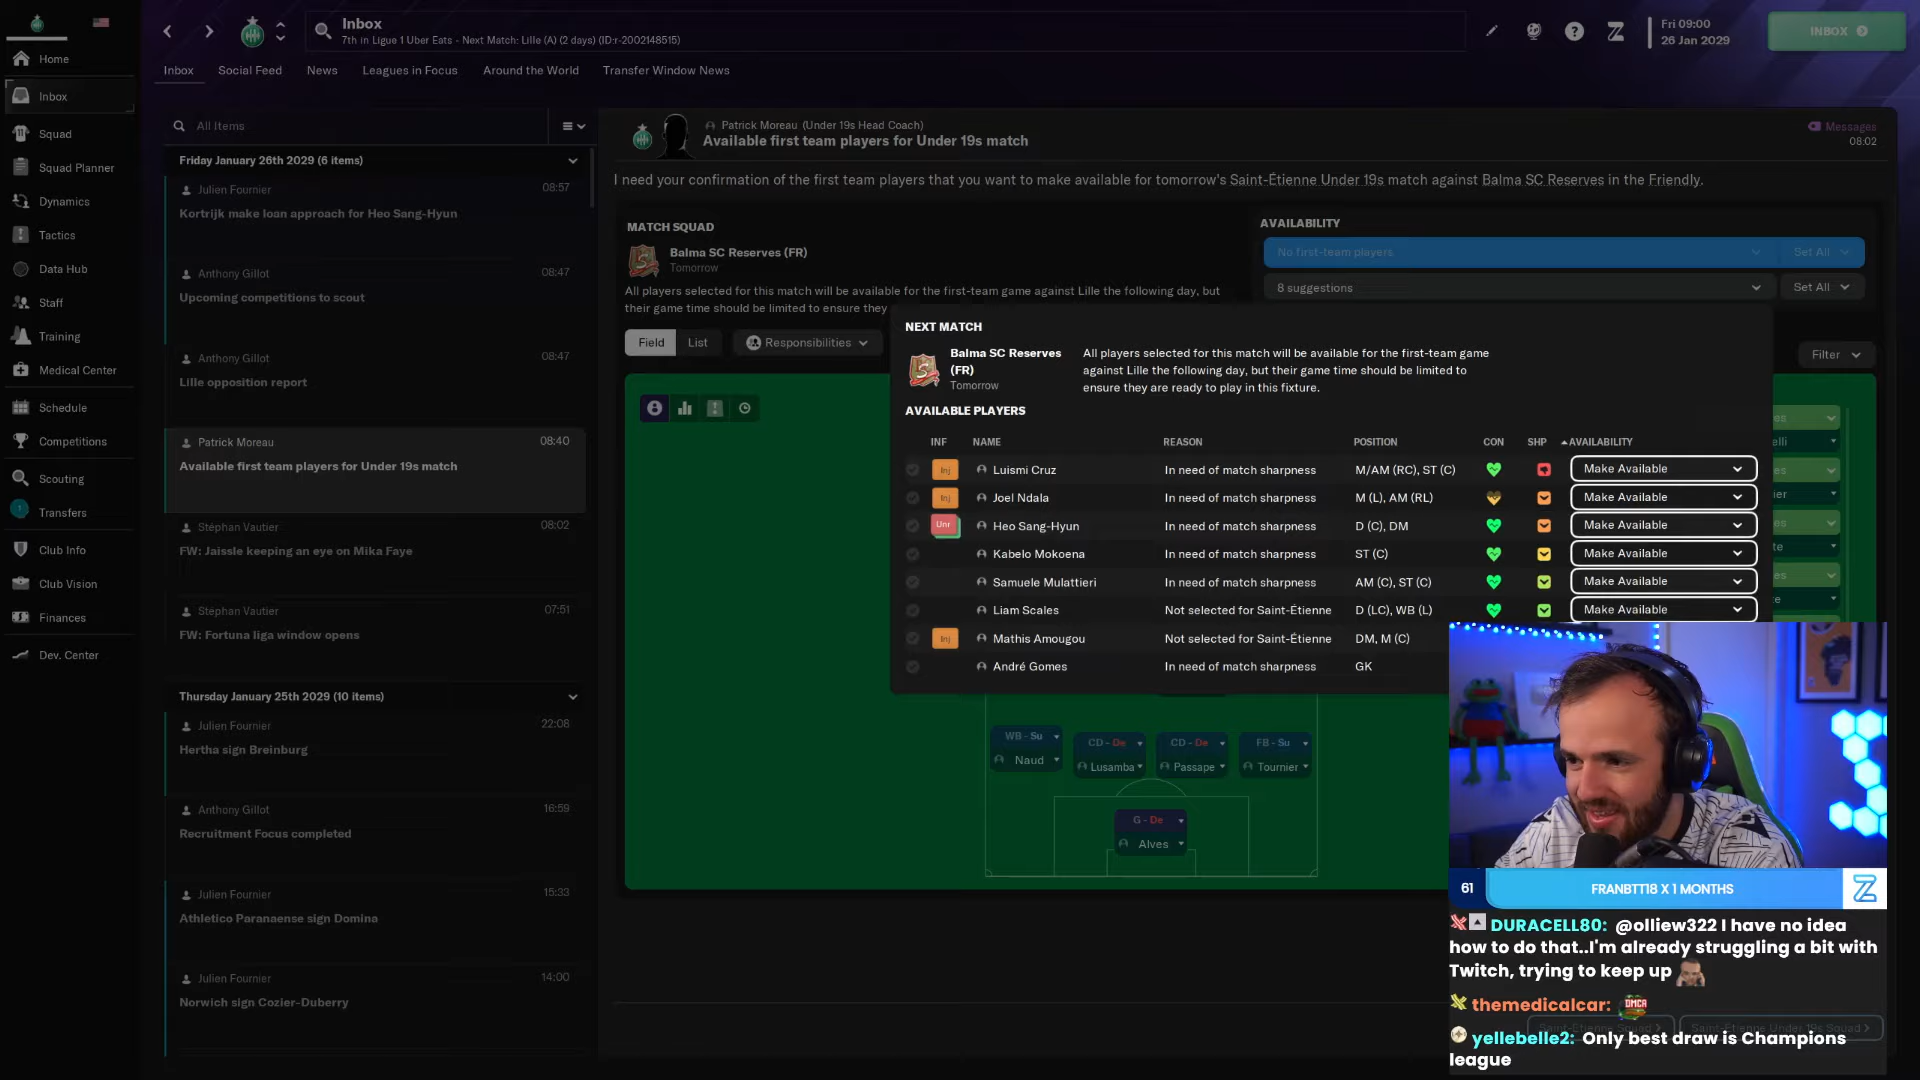 Home
Inbox
Squad
Squad Planner
Dynamics
Tactics
Data Hub
Staff
Training
Medical Center
Schedule
Competitions
Scouting
1
Transfers
Club Info
Club Vision
Finances
Dev. Center
Inbox
7th in Ligue 1 Uber Eats - Next Match: Lille (A) (2 days) (ID:r-2002148515)
Fri 09:00
26 Jan 2029
INBOX
Inbox Social Feed News Leagues in Focus Around the World Transfer Window News
All Items
Friday January 26th 2029 (6 items)
Julien Fournier 08:57
Kortrijk make loan approach for Heo Sang-Hyun
Anthony Gillot 08:47
Upcoming competitions to scout
Anthony Gillot 08:47
Lille opposition report
Patrick Moreau 08:40
Available first team players for Under 19s match
Stéphan Vautier 08:02
FW: Jaissle keeping an eye on Mika Faye
Stéphan Vautier 07:51
FW: Fortuna liga window opens
Thursday January 25th 2029 (10 items)
Julien Fournier 22:08
Hertha sign Breinburg
Anthony Gillot 16:59
Recruitment Focus completed
Julien Fournier 15:33
Athletico Paranaense sign Domina
Julien Fournier 14:00
Norwich sign Cozier-Duberry
Patrick Moreau (Under 19s Head Coach)
Available first team players for Under 19s match
Messages
08:02
I need your confirmation of the first team players that you want to make available for tomorrow's Saint-Étienne Under 19s match against Balma SC Reserves in the Friendly.
MATCH SQUAD
Balma SC Reserves (FR)
Tomorrow
All players selected for this match will be available for the first-team game against Lille the following day, but
their game time should be limited to ensure they
AVAILABILITY
No first-team players Set All
8 suggestions Set All
Field List Responsibilities
Filter
NEXT MATCH
Balma SC Reserves
(FR)
Tomorrow
All players selected for this match will be available for the first-team game
against Lille the following day, but their game time should be limited to
ensure they are ready to play in this fixture.
AVAILABLE PLAYERS
INF NAME REASON POSITION CON SHP AVAILABILITY
Inj Luismi Cruz In need of match sharpness M/AM (RC), ST (C) Make Available
Inj Joel Ndala In need of match sharpness M (L), AM (RL) Make Available
Unr Heo Sang-Hyun In need of match sharpness D (C), DM Make Available
Kabelo Mokoena In need of match sharpness ST (C) Make Available
Samuele Mulattieri In need of match sharpness AM (C), ST (C) Make Available
Liam Scales Not selected for Saint-Étienne D (LC), WB (L) Make Available
Inj Mathis Amougou Not selected for Saint-Étienne DM, M (C)
André Gomes In need of match sharpness GK
WB - Su
Naud
CD - De
Lusamba
CD - De
Passape
FB - Su
Tournier
G - De
Alves
61 FRANBTT18 X 1 MONTHS
DURACELL80: @olliew322 I have no idea
how to do that..I'm already struggling a bit with
Twitch, trying to keep up
themedicalcar: DMCA
yellebelle2: Only best draw is Champions
league